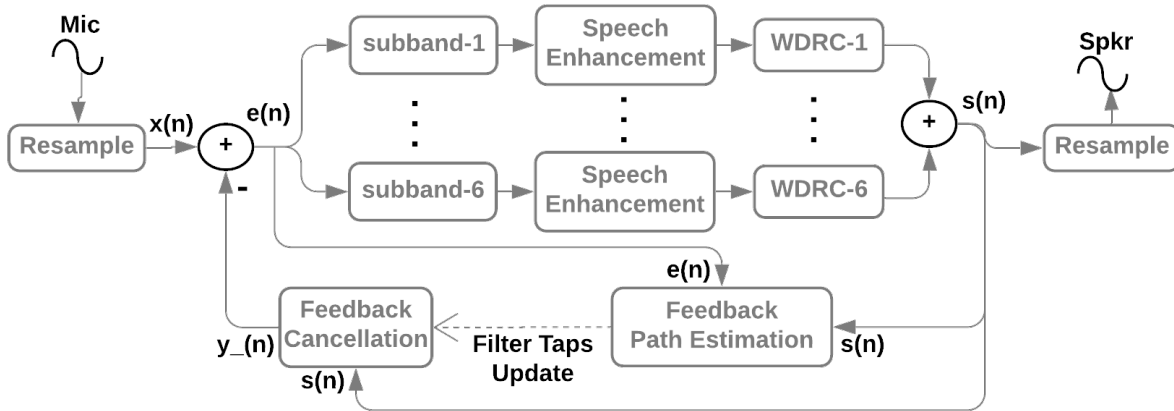 Mic
Resample
x(n)
+
-
e(n)
subband-1
Speech
Enhancement
WDRC-1
subband-6
Speech
Enhancement
WDRC-6
+
s(n)
Spkr
Resample
e(n)
Feedback
Cancellation
y_(n)
s(n)
Filter Taps
Update
Feedback
Path Estimation
s(n)